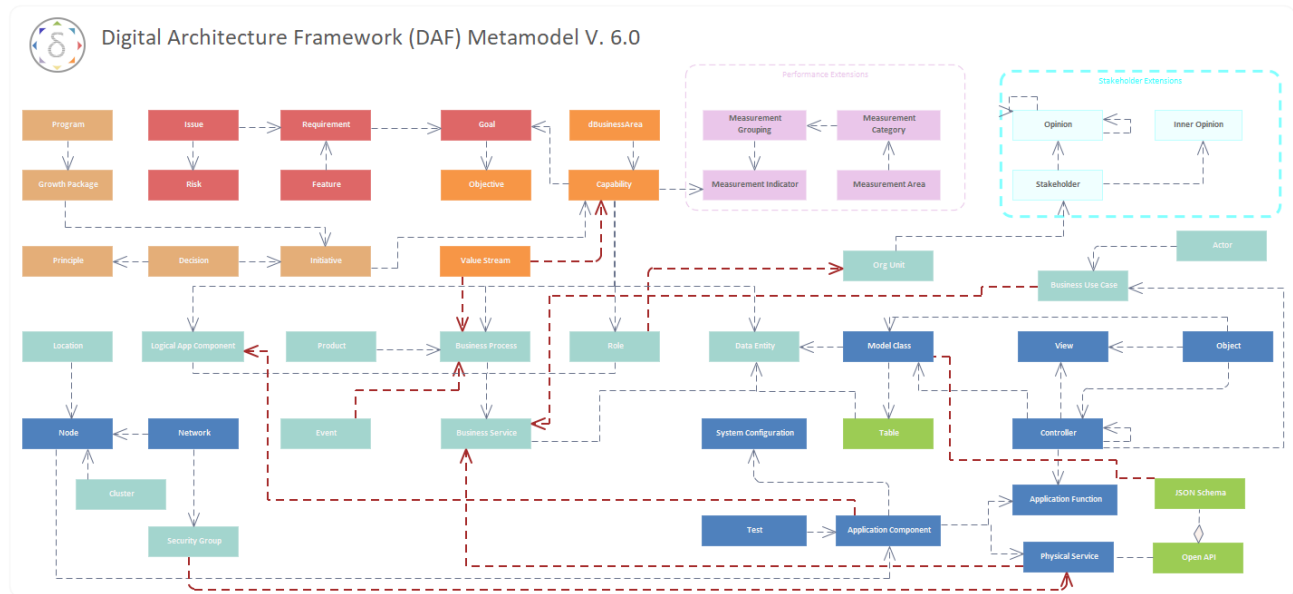 δ
Digital Architecture Framework (DAF) Metamodel V. 6.0
Performance Extensions
Stakeholder Extensions
Program
Issue
Requirement
Goal
dBusinessArea
Measurement
Grouping
Measurement
Category
Opinion
Inner Opinion
Growth Package
Risk
Feature
Objective
Capability
Measurement Indicator
Measurement Area
Stakeholder
Principle
Decision
Initiative
Value Stream
Org Unit
Actor
Business Use Case
Location
Logical App Component
Product
Business Process
Role
Data Entity
Model Class
View
Object
Node
Network
Event
Business Service
System Configuration
Table
Controller
Cluster
Application Function
JSON Schema
Security Group
Test
Application Component
Physical Service
Open API